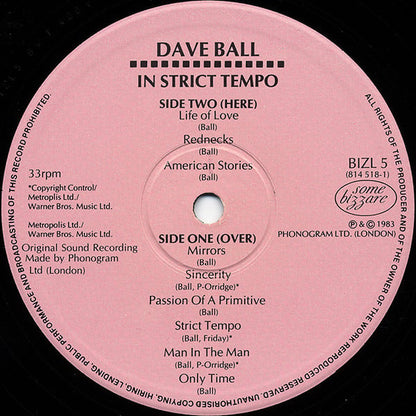 DAVE BALL
IN STRICT TEMPO
SIDE TWO (HERE)
Life of Love
(Ball)
Rednecks
(Ball)
American Stories
(Ball)
33rpm
*Copyright Control/
Metroplis Ltd./
Warner Bros. Music Ltd.
Metropolis Ltd./
Warner Bros. Music Ltd.
Original Sound Recording
Made by Phonogram
Ltd (London)
BIZL 5
(814 518-1)
some
bizzare
℗ & © 1983
PHONOGRAM LTD. (LONDON)
SIDE ONE (OVER)
Mirrors
(Ball)
Sincerity
(Ball, P-Orridge)*
Passion Of A Primitive
(Ball)
Strict Tempo
(Ball, Friday)*
Man In The Man
(Ball, P-Orridge)*
Only Time
(Ball)
ALL RIGHTS OF THE PRODUCER AND OF THE OWNER OF THE WORK REPRODUCED RESERVED. UNAUTHORISED COPYING, HIRING, LENDING, PUBLIC PERFORMANCE AND BROADCASTING OF THIS RECORD PROHIBITED.